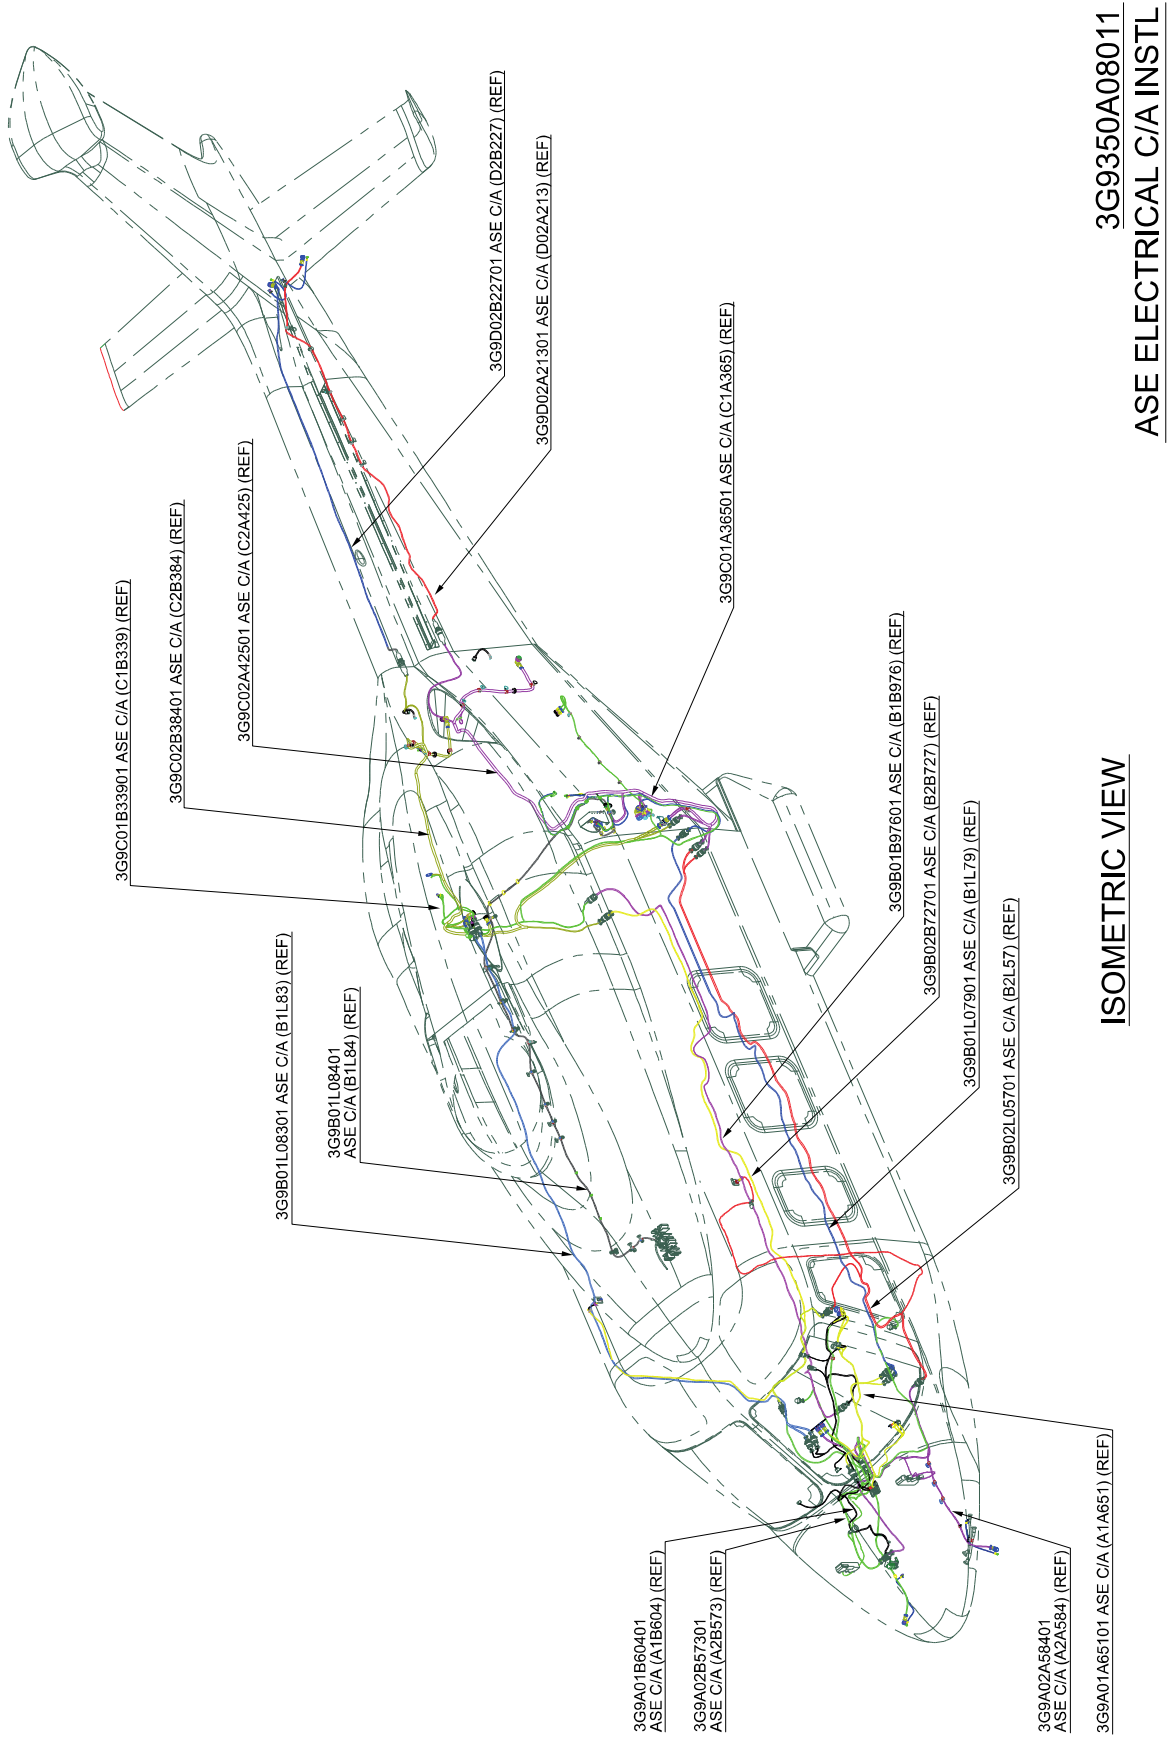 3G9350A08011
ASE ELECTRICAL C/A INSTL
ISOMETRIC VIEW
3G9C01B33901 ASE C/A (C1B339) (REF)
3G9C02B38401 ASE C/A (C2B384) (REF)
3G9C02A42501 ASE C/A (C2A425) (REF)
3G9D02B22701 ASE C/A (D2B227) (REF)
3G9D02A21301 ASE C/A (D02A213) (REF)
3G9C01A36501 ASE C/A (C1A365) (REF)
3G9B01L08301 ASE C/A (B1L83) (REF)
3G9B01L08401
ASE C/A (B1L84) (REF)
3G9B01B97601 ASE C/A (B1B976) (REF)
3G9B02B72701 ASE C/A (B2B727) (REF)
3G9B01L07901 ASE C/A (B1L79) (REF)
3G9B02L05701 ASE C/A (B2L57) (REF)
3G9A01B60401
ASE C/A (A1B604) (REF)
3G9A02B57301
ASE C/A (A2B573) (REF)
3G9A02A58401
ASE C/A (A2A584) (REF)
3G9A01A65101 ASE C/A (A1A651) (REF)